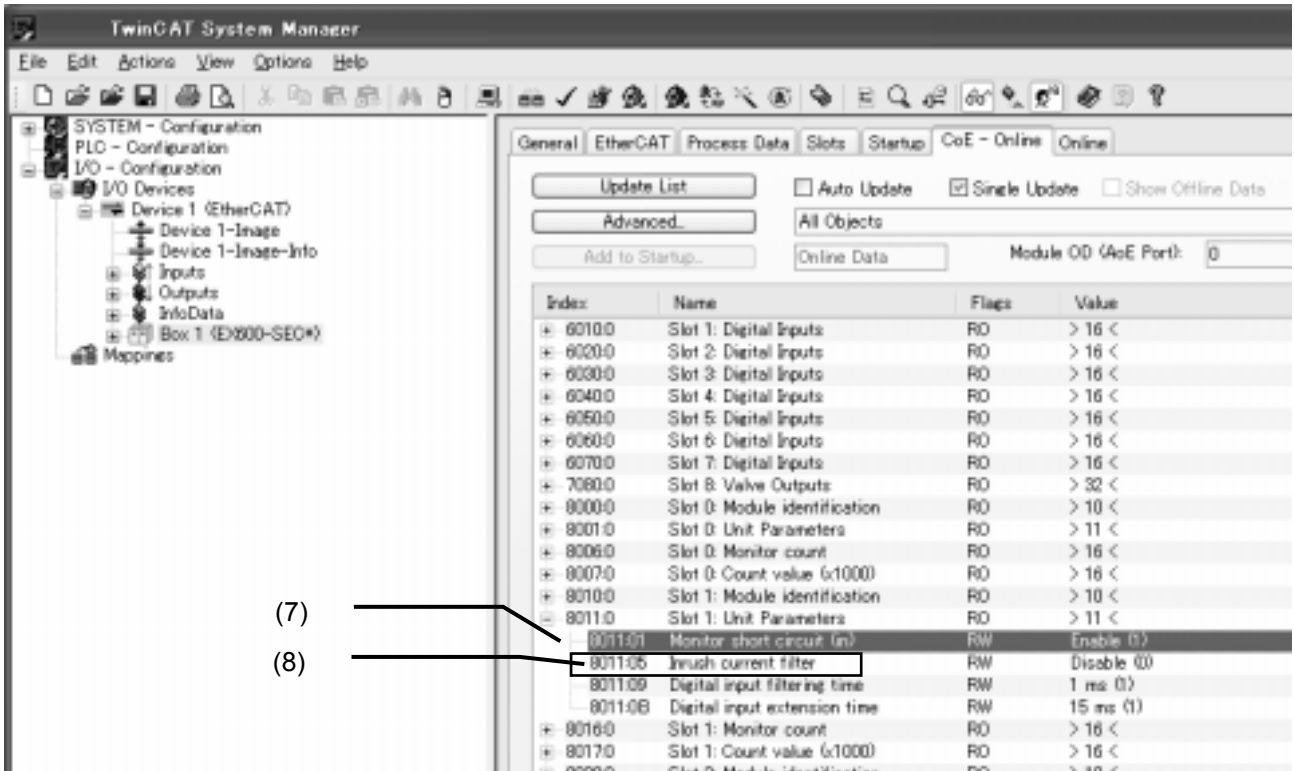 TwinCAT System Manager
File Edit Actions View Options Help
SYSTEM - Configuration
PLC - Configuration
I/O - Configuration
I/O Devices
Device 1 (EtherCAT)
Device 1-Image
Device 1-Image-Info
Inputs
Outputs
InfoData
Box 1 (EX600-SEC*)
Mappings
General EtherCAT Process Data Slots Startup CoE - Online Online
Update List Auto Update Single Update Show Offline Data
Advanced... All Objects
Add to Startup... Online Data Module OD (AoE Port): 0
Index Name Flags Value
6010:0 Slot 1: Digital Inputs RO > 16 <
6020:0 Slot 2: Digital Inputs RO > 16 <
6030:0 Slot 3: Digital Inputs RO > 16 <
6040:0 Slot 4: Digital Inputs RO > 16 <
6050:0 Slot 5: Digital Inputs RO > 16 <
6060:0 Slot 6: Digital Inputs RO > 16 <
6070:0 Slot 7: Digital Inputs RO > 16 <
7080:0 Slot 8: Valve Outputs RO > 32 <
8000:0 Slot 0: Module identification RO > 10 <
8001:0 Slot 0: Unit Parameters RO > 11 <
8006:0 Slot 0: Monitor count RO > 16 <
8007:0 Slot 0: Count value (x1000) RO > 16 <
8010:0 Slot 1: Module identification RO > 10 <
(7)
8011:0 Slot 1: Unit Parameters RO > 11 <
8011:01 Monitor short circuit (in) RW Enable (1)
(8)
8011:05 Inrush current filter RW Disable (0)
8011:09 Digital input filtering time RW 1 ms (1)
8011:0B Digital input extension time RW 15 ms (1)
8016:0 Slot 1: Monitor count RO > 16 <
8017:0 Slot 1: Count value (x1000) RO > 16 <